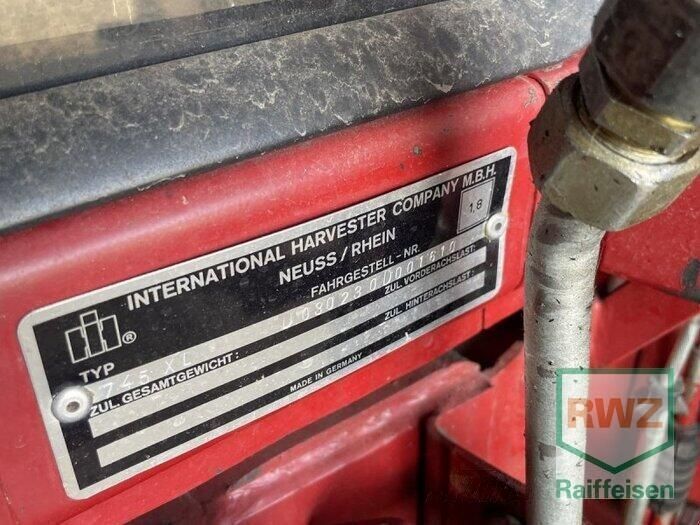 INTERNATIONAL HARVESTER COMPANY M.B.H.
NEUSS/RHEIN
1,8
FAHRGESTELL-NR.
TYP
745 XL
ZUL. VORDERACHSLAST:
ZUL. GESAMTGEWICHT:
ZUL. HINTERACHSLAST:
MADE IN GERMANY
RWZ
Raiffeisen